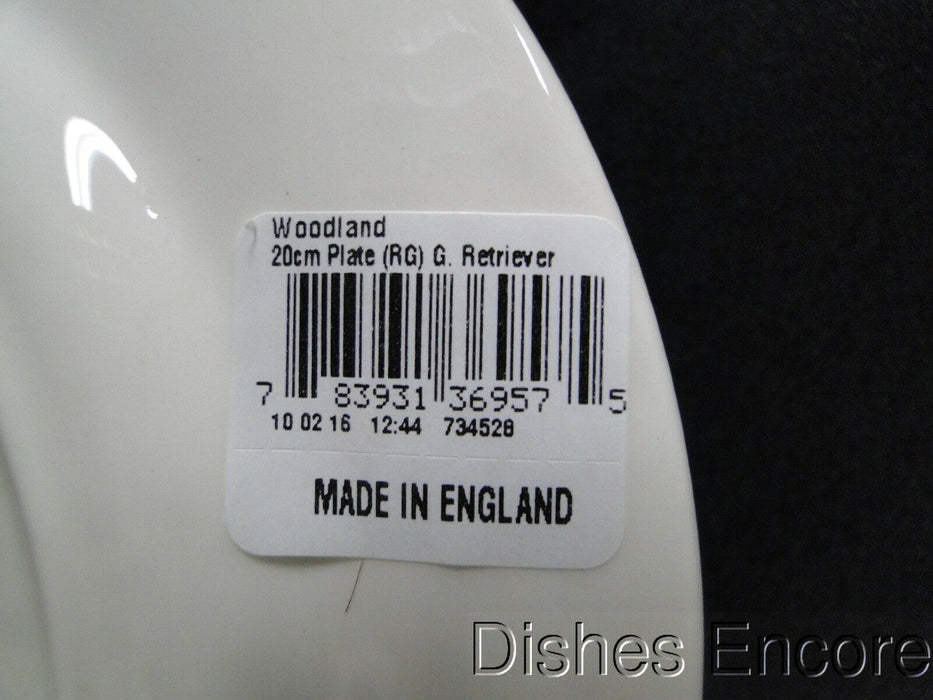 Woodland
20cm Plate (RG) G. Retriever
7 83931 36957 5
10 02 16 12:44 734528
MADE IN ENGLAND
Dishes Encore